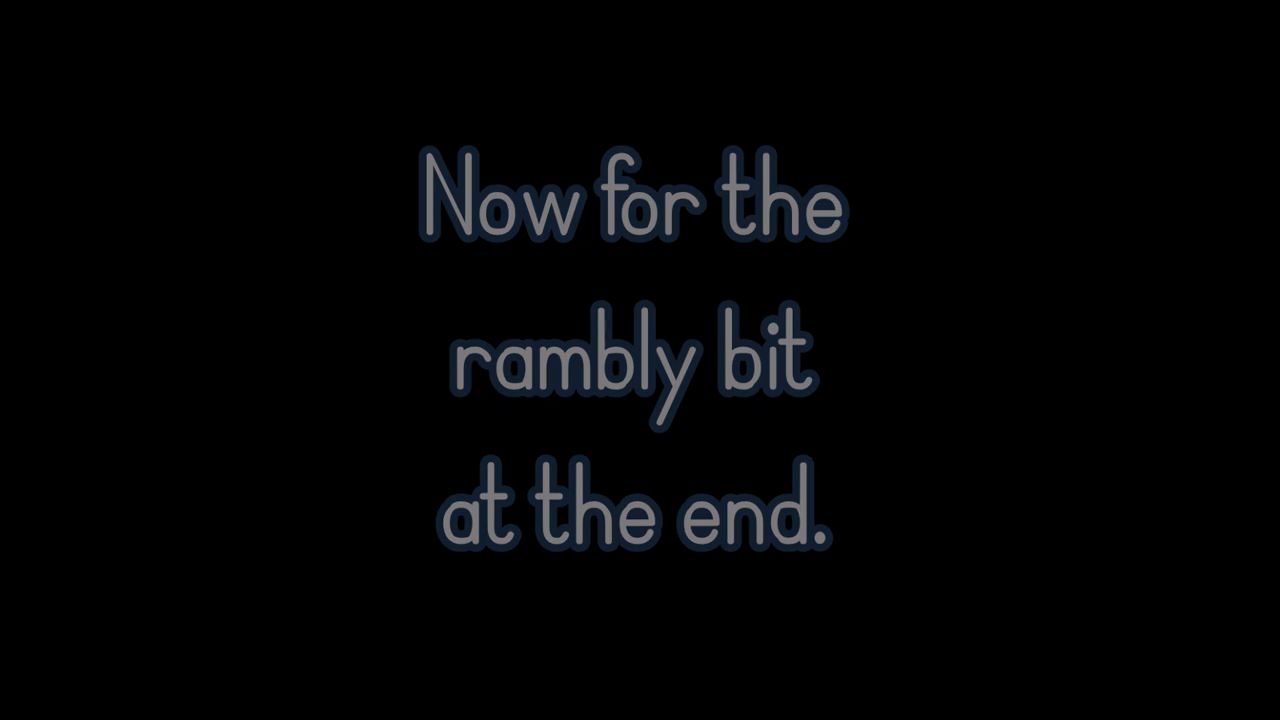 Now for the
rambly bit
at the end.